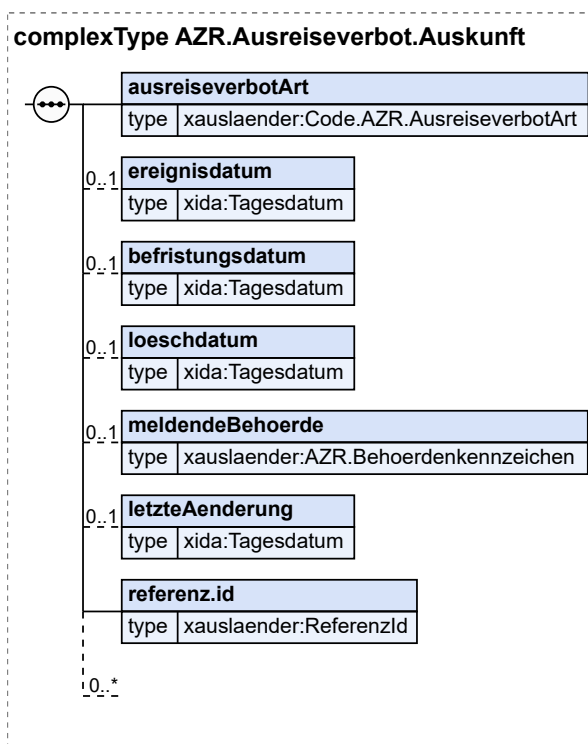 complexType AZR.Ausreiseverbot.Auskunft
ausreiseverbotArt
type xauslaender:Code.AZR.AusreiseverbotArt
0..1 ereignisdatum
type xida:Tagesdatum
0..1 befristungsdatum
type xida:Tagesdatum
0..1 loeschdatum
type xida:Tagesdatum
0..1 meldendeBehoerde
type xauslaender:AZR.Behoerdenkennzeichen
0..1 letzteAenderung
type xida:Tagesdatum
referenz.id
type xauslaender:ReferenzId
0..*